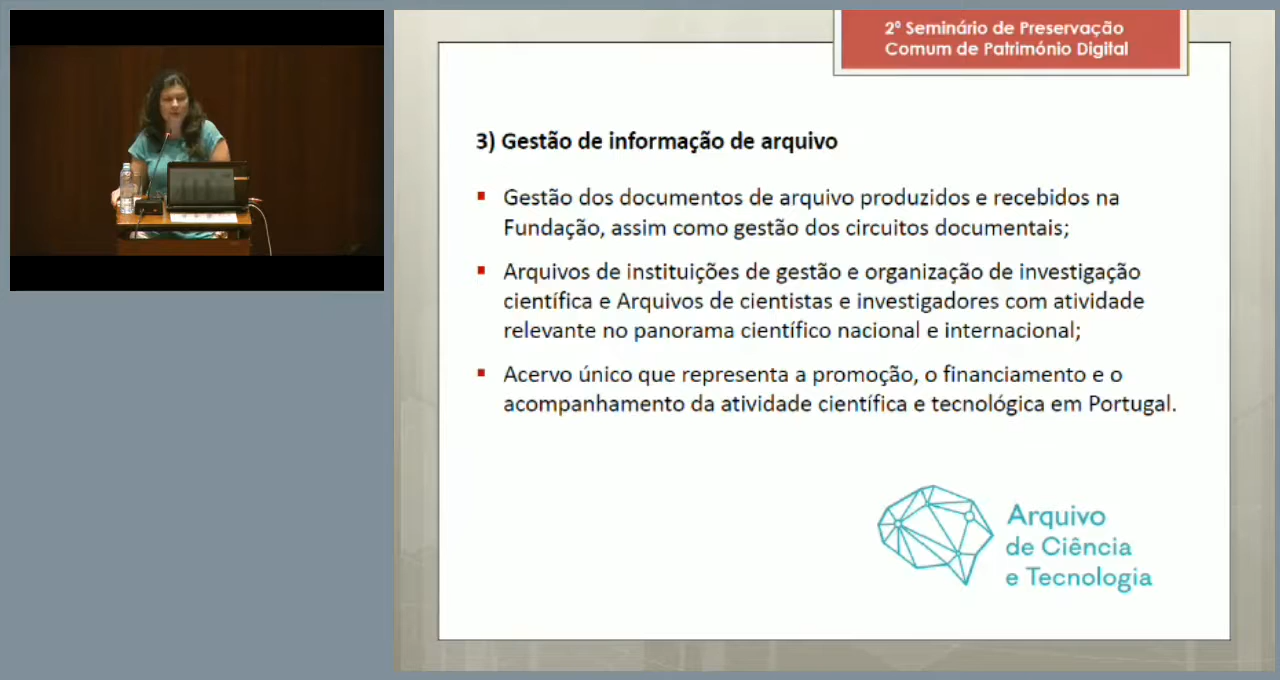 2º Seminário de Preservação
Comum de Património Digital
3) Gestão de informação de arquivo
Gestão dos documentos de arquivo produzidos e recebidos na
Fundação, assim como gestão dos circuitos documentais;
Arquivos de instituições de gestão e organização de investigação
científica e Arquivos de cientistas e investigadores com atividade
relevante no panorama científico nacional e internacional;
Acervo único que representa a promoção, o financiamento e o
acompanhamento da atividade científica e tecnológica em Portugal.
Arquivo
de Ciência
e Tecnologia